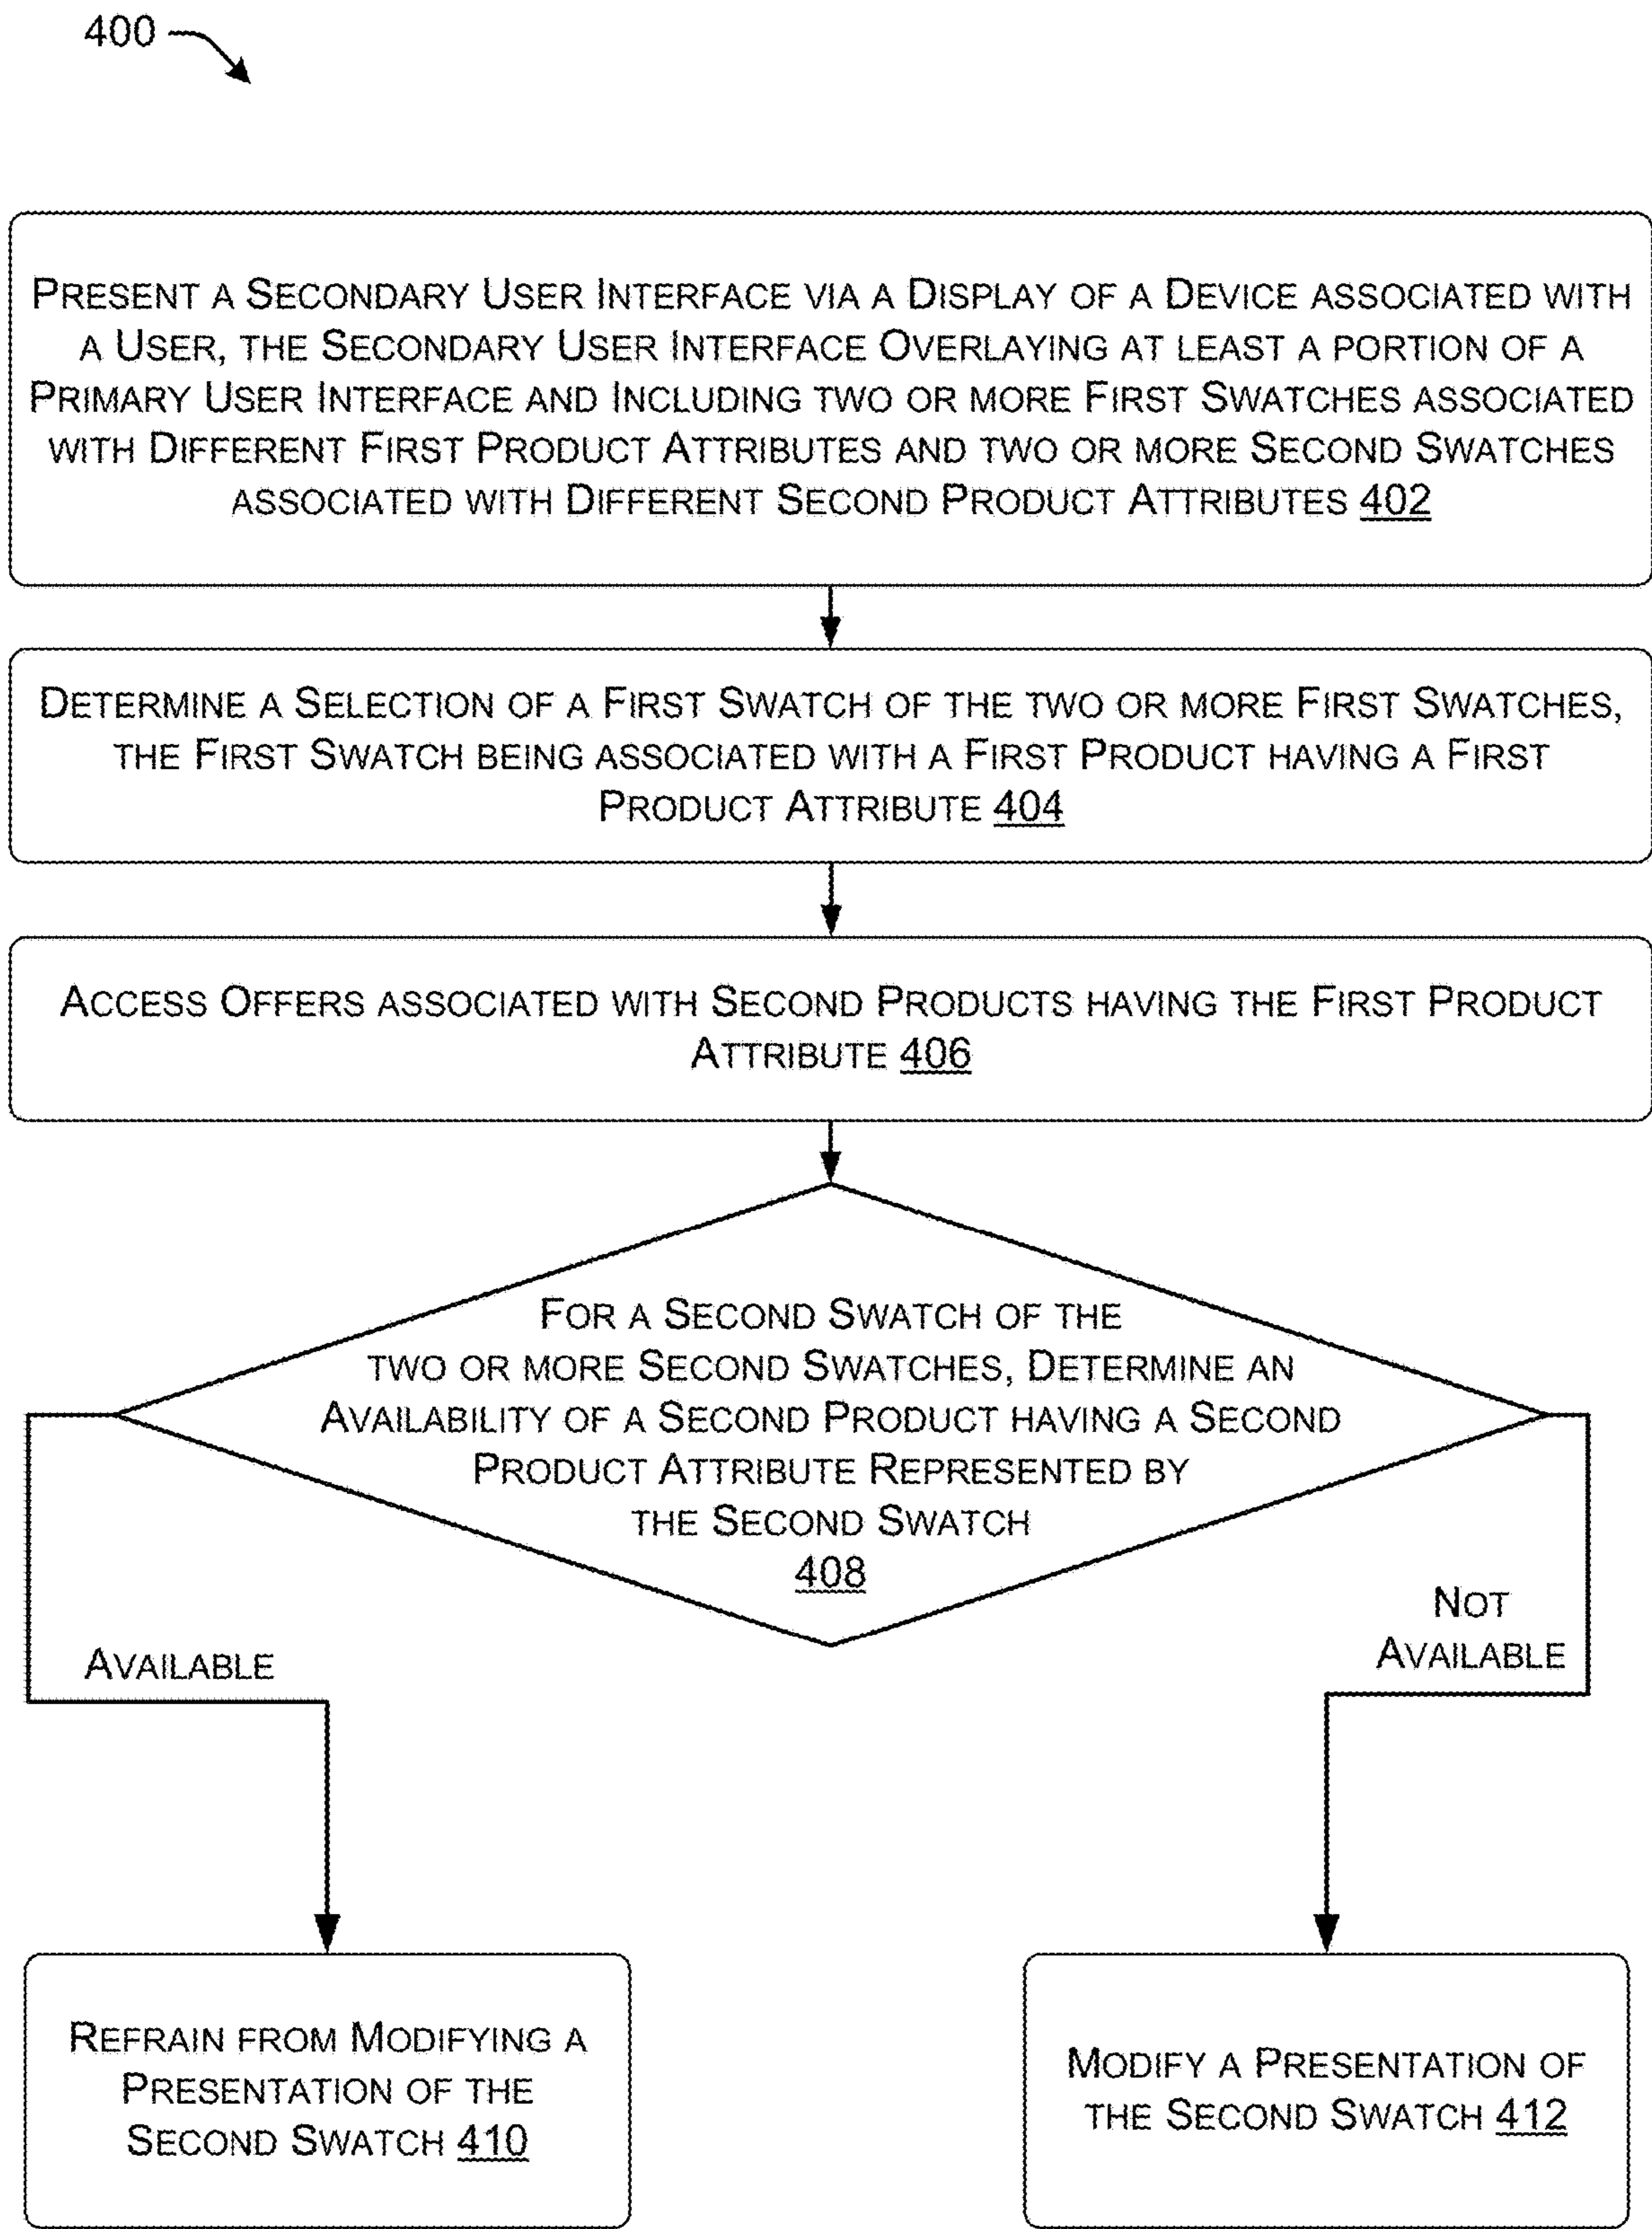 400
PRESENT A SECONDARY USER INTERFACE VIA A DISPLAY OF A DEVICE ASSOCIATED WITH
A USER, THE SECONDARY USER INTERFACE OVERLAYING AT LEAST A PORTION OF A
PRIMARY USER INTERFACE AND INCLUDING TWO OR MORE FIRST SWATCHES ASSOCIATED
WITH DIFFERENT FIRST PRODUCT ATTRIBUTES AND TWO OR MORE SECOND SWATCHES
ASSOCIATED WITH DIFFERENT SECOND PRODUCT ATTRIBUTES 402
DETERMINE A SELECTION OF A FIRST SWATCH OF THE TWO OR MORE FIRST SWATCHES,
THE FIRST SWATCH BEING ASSOCIATED WITH A FIRST PRODUCT HAVING A FIRST
PRODUCT ATTRIBUTE 404
ACCESS OFFERS ASSOCIATED WITH SECOND PRODUCTS HAVING THE FIRST PRODUCT
ATTRIBUTE 406
FOR A SECOND SWATCH OF THE
TWO OR MORE SECOND SWATCHES, DETERMINE AN
AVAILABILITY OF A SECOND PRODUCT HAVING A SECOND
PRODUCT ATTRIBUTE REPRESENTED BY
THE SECOND SWATCH
408
AVAILABLE
NOT
AVAILABLE
REFRAIN FROM MODIFYING A
PRESENTATION OF THE
SECOND SWATCH 410
MODIFY A PRESENTATION OF
THE SECOND SWATCH 412